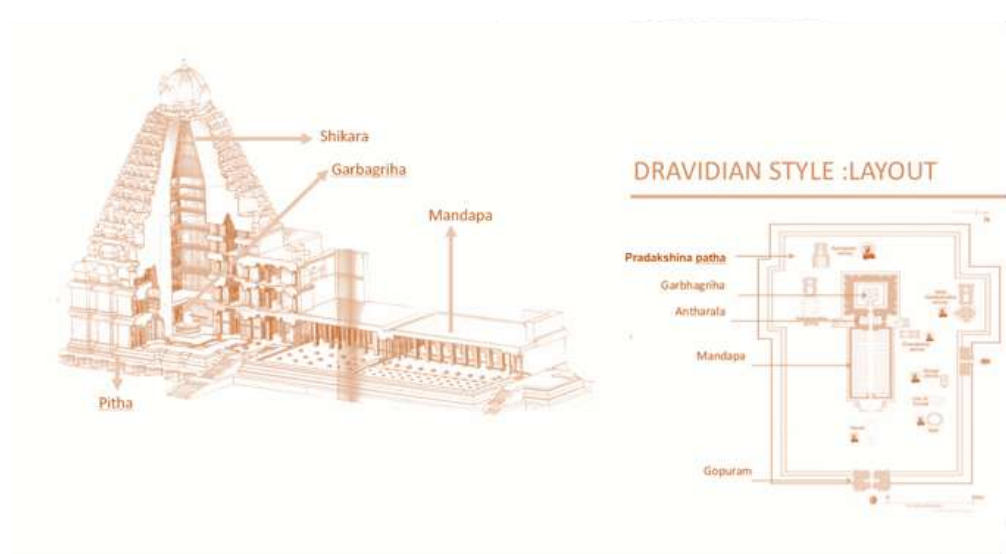 Shikara
Garbagriha
Mandapa
Pitha
DRAVIDIAN STYLE :LAYOUT
Pradakshina patha
Garbhagriha
Antharala
Mandapa
Gopuram